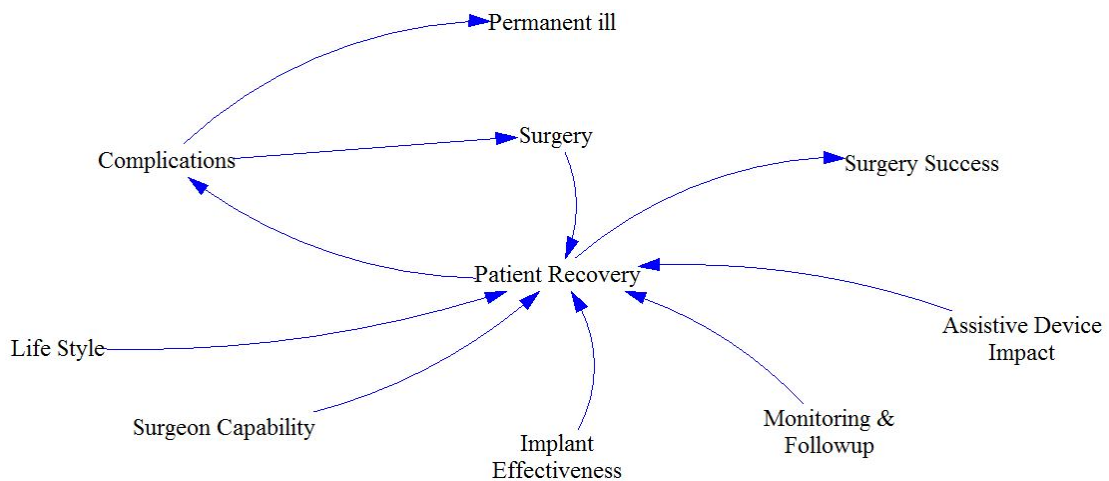 Permanent ill
Surgery
Complications
Surgery Success
Patient Recovery
Assistive Device
Impact
Life Style
Surgeon Capability
Implant
Effectiveness
Monitoring &
Followup